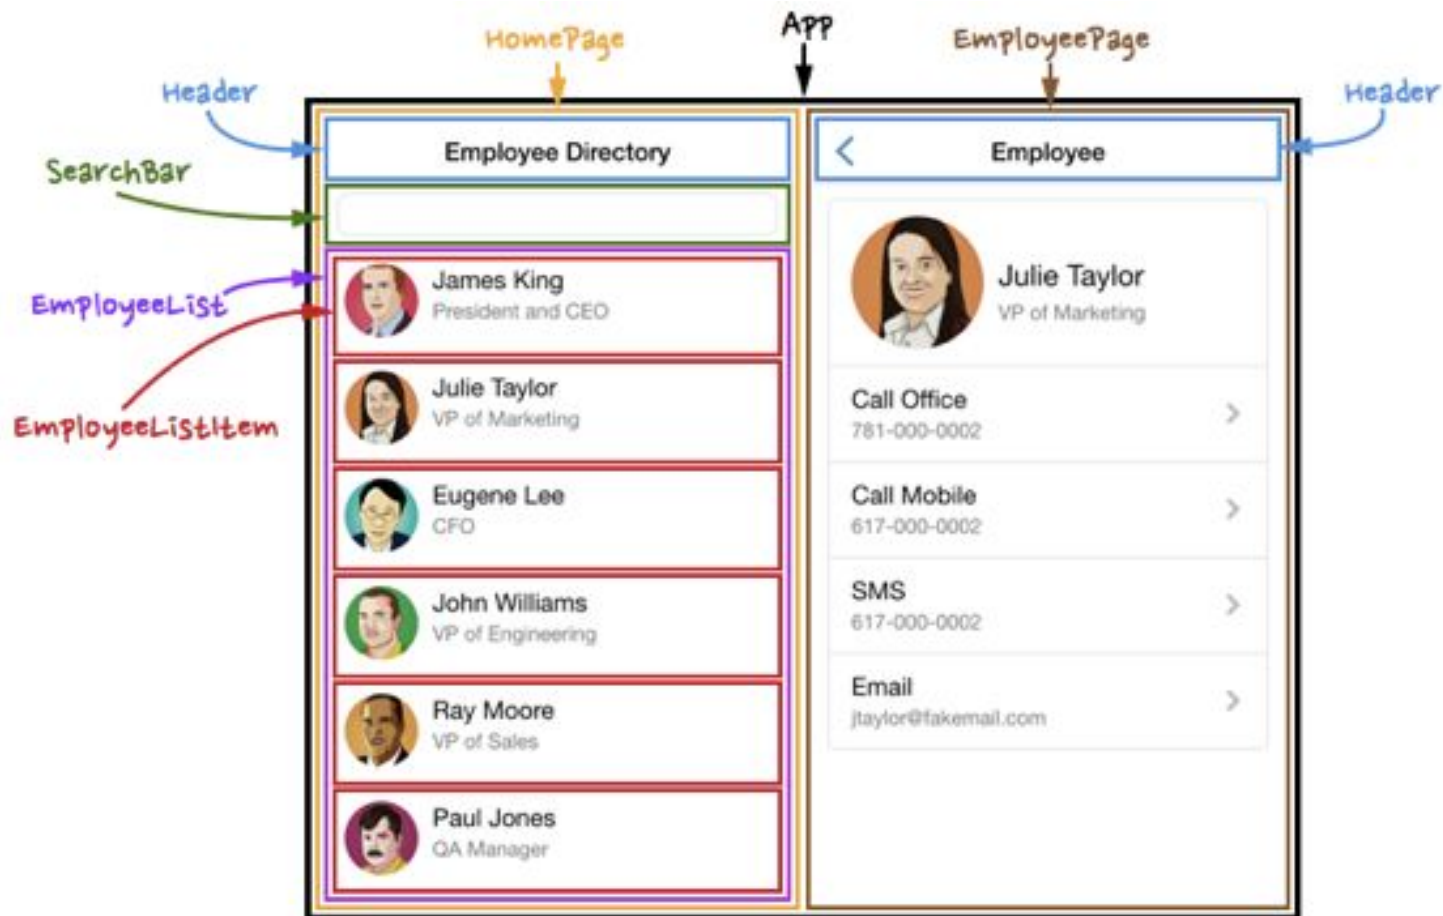 App
HomePage
EmployeePage
Header
Header
SearchBar
EmployeeList
EmployeeListItem
Employee Directory
James King
President and CEO
Julie Taylor
VP of Marketing
Eugene Lee
CFO
John Williams
VP of Engineering
Ray Moore
VP of Sales
Paul Jones
QA Manager
Employee
Julie Taylor
VP of Marketing
Call Office
781-000-0002
Call Mobile
617-000-0002
SMS
617-000-0002
Email
jtaylor@fakemail.com